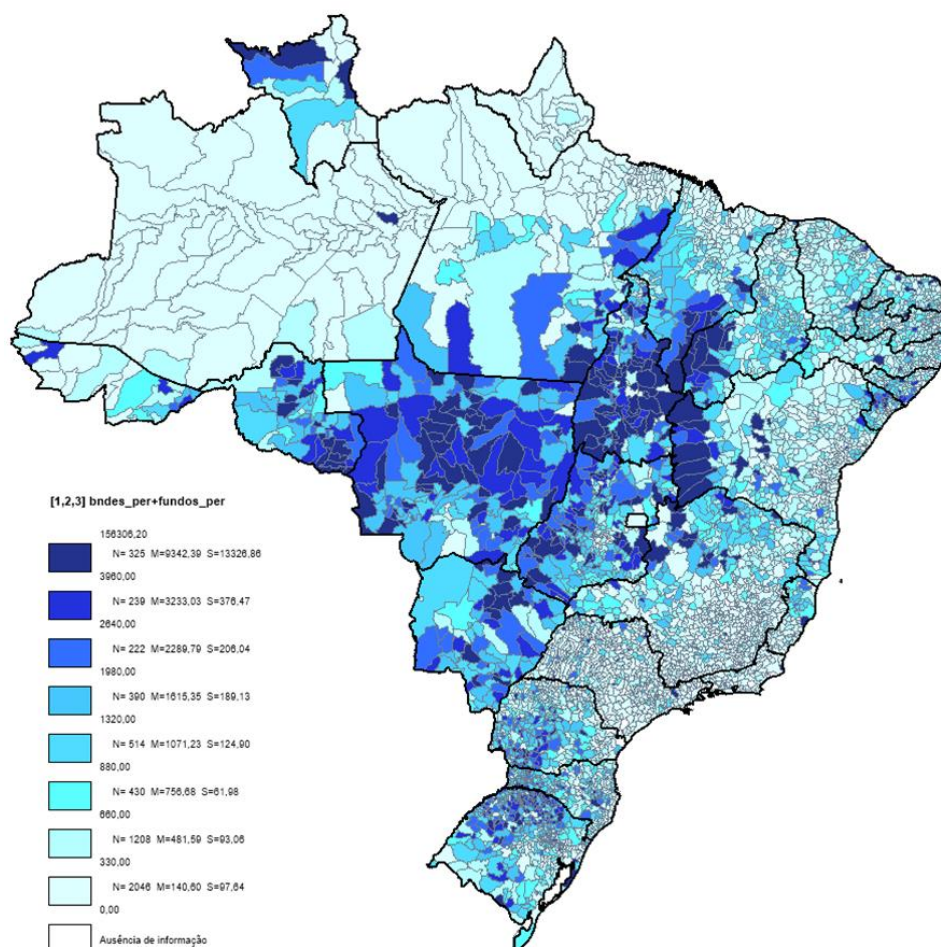 [1,2,3] bndes_per+fundos_per
156306,20
N= 325 M=9342,39 S=13326,86
3960,00
N= 239 M=3233,03 S=376,47
2640,00
N= 222 M=2289,79 S=206,04
1980,00
N= 390 M=1615,35 S=189,13
1320,00
N= 514 M=1071,23 S=124,90
880,00
N= 430 M=756,68 S=61,98
660,00
N= 1208 M=481,59 S=93,06
330,00
N= 2046 M=140,60 S=97,64
0,00
Ausência de informação